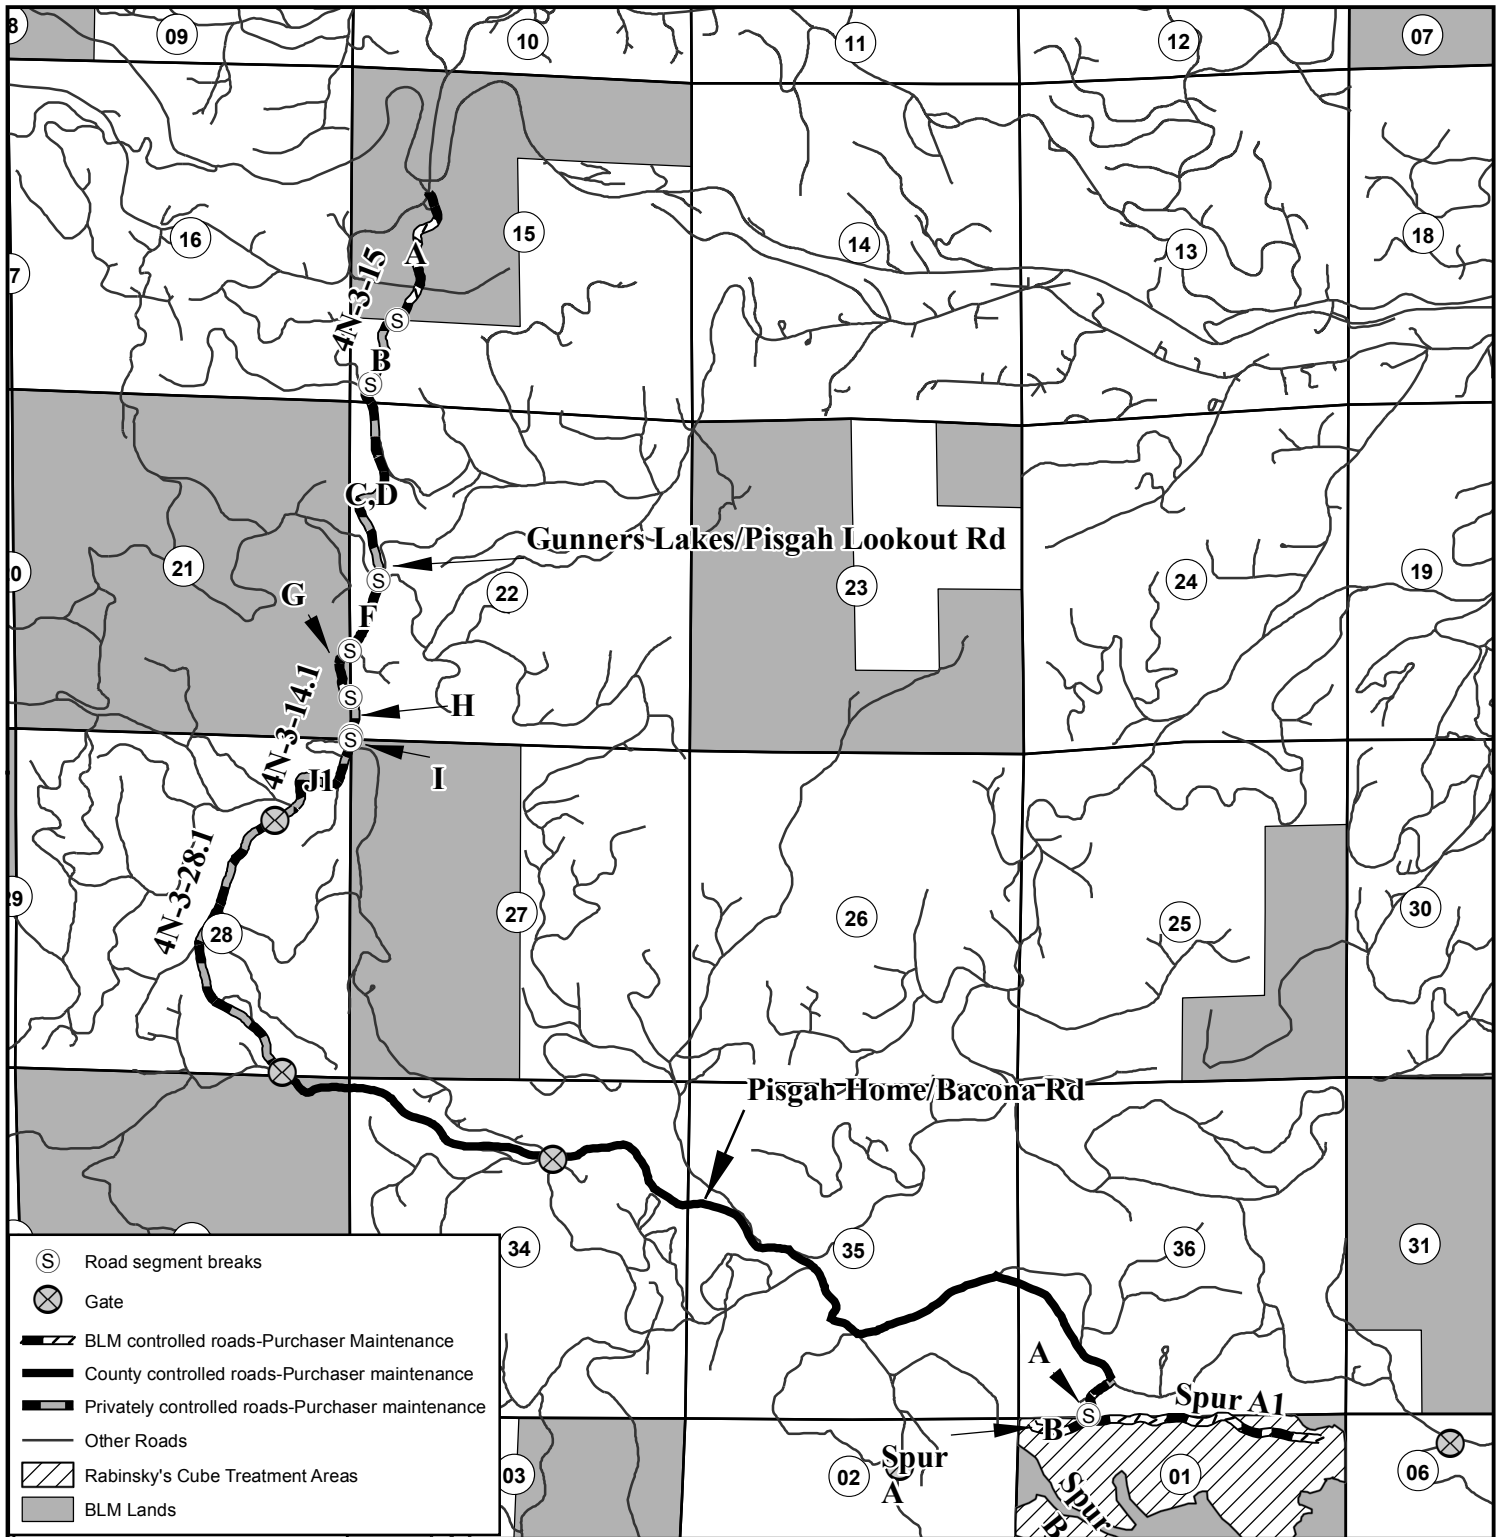 8
09
10
11
12
07
16
15
14
13
18
7
4N-3-15
A
S
B
S
C,D
Gunners Lakes/Pisgah Lookout Rd
S
20
21
22
23
24
19
G
F
S
S
H
S
I
4N-3-14.1
J1
4N-3-28.1
29
28
27
26
25
30
Pisgah Home/Bacona Rd
34
35
36
31
A
S
Spur A1
B
Spur
A
03
02
01
06
Spur
B
S Road segment breaks
Gate
BLM controlled roads-Purchaser Maintenance
County controlled roads-Purchaser maintenance
Privately controlled roads-Purchaser maintenance
Other Roads
Rabinsky's Cube Treatment Areas
BLM Lands